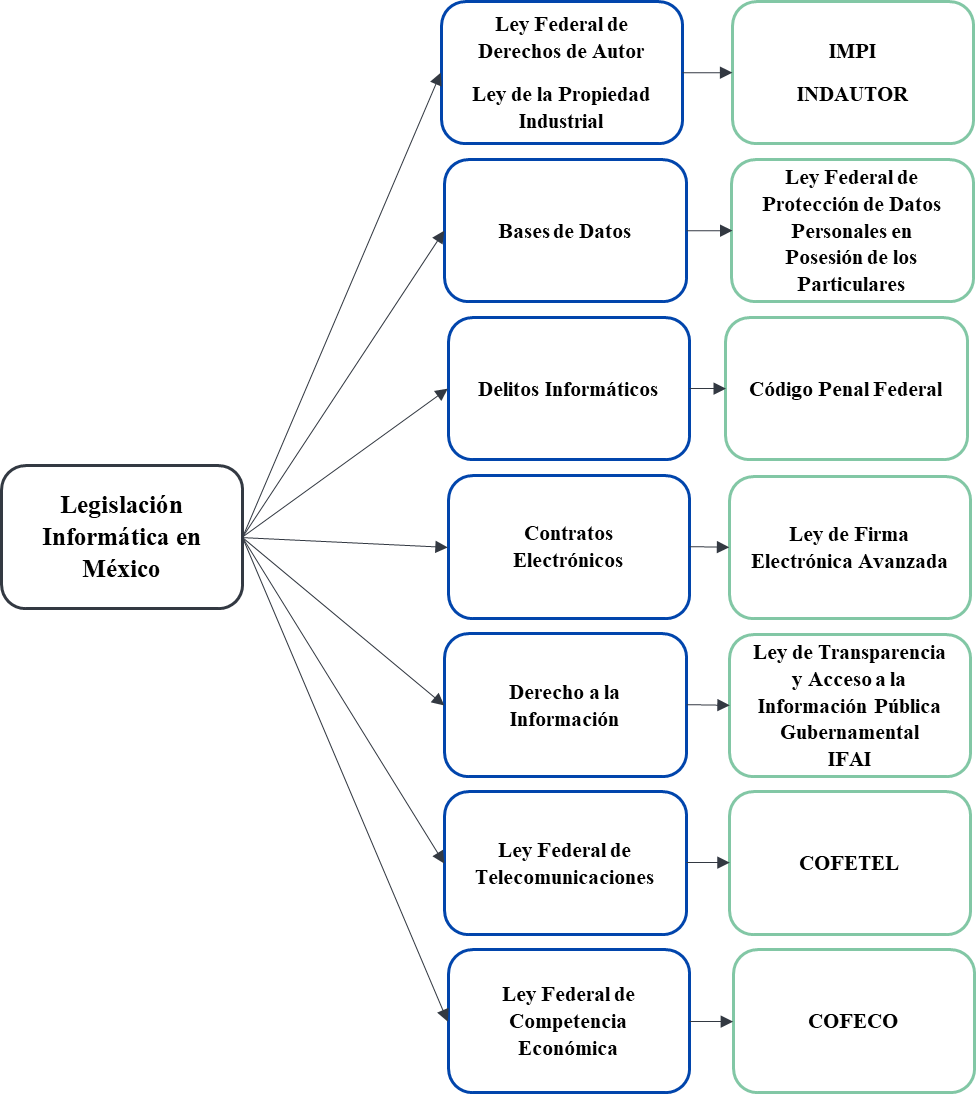 Legislación
Informática en
México
Ley Federal de
Derechos de Autor
Ley de la Propiedad
Industrial
IMPI
INDAUTOR
Bases de Datos
Ley Federal de
Protección de Datos
Personales en
Posesión de los
Particulares
Delitos Informáticos
Código Penal Federal
Contratos
Electrónicos
Ley de Firma
Electrónica Avanzada
Derecho a la
Información
Ley de Transparencia
y Acceso a la
Información Pública
Gubernamental
IFAI
Ley Federal de
Telecomunicaciones
COFETEL
Ley Federal de
Competencia
Económica
COFECO